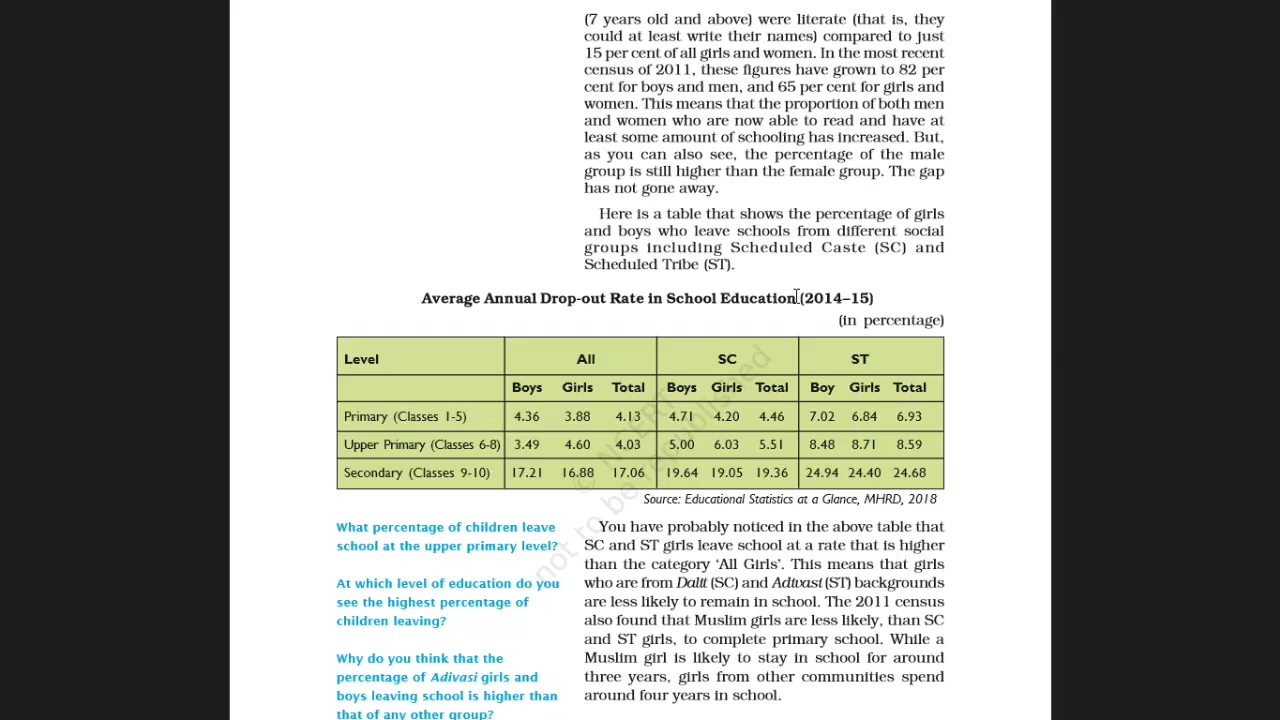 (7 years old and above) were literate (that is, they
could at least write their names) compared to just
15 per cent of all girls and women. In the most recent
census of 2011, these figures have grown to 82 per
cent for boys and men, and 65 per cent for girls and
women. This means that the proportion of both men
and women who are now able to read and have at
least some amount of schooling has increased. But,
as you can also see, the percentage of the male
group is still higher than the female group. The gap
has not gone away.
Here is a table that shows the percentage of girls
and boys who leave schools from different social
groups including Scheduled Caste (SC) and
Scheduled Tribe (ST).
Average Annual Drop-out Rate in School Education (2014–15)
(in percentage)
Level All SC ST
Boys Girls Total Boys Girls Total Boy Girls Total
Primary (Classes 1-5) 4.36 3.88 4.13 4.71 4.20 4.46 7.02 6.84 6.93
Upper Primary (Classes 6-8) 3.49 4.60 4.03 5.00 6.03 5.51 8.48 8.71 8.59
Secondary (Classes 9-10) 17.21 16.88 17.06 19.64 19.05 19.36 24.94 24.40 24.68
Source: Educational Statistics at a Glance, MHRD, 2018
What percentage of children leave
school at the upper primary level?
At which level of education do you
see the highest percentage of
children leaving?
Why do you think that the
percentage of Adivasi girls and
boys leaving school is higher than
that of any other group?
You have probably noticed in the above table that
SC and ST girls leave school at a rate that is higher
than the category ‘All Girls’. This means that girls
who are from Dalit (SC) and Adivasi (ST) backgrounds
are less likely to remain in school. The 2011 census
also found that Muslim girls are less likely, than SC
and ST girls, to complete primary school. While a
Muslim girl is likely to stay in school for around
three years, girls from other communities spend
around four years in school.
© NCERT
not to be republished